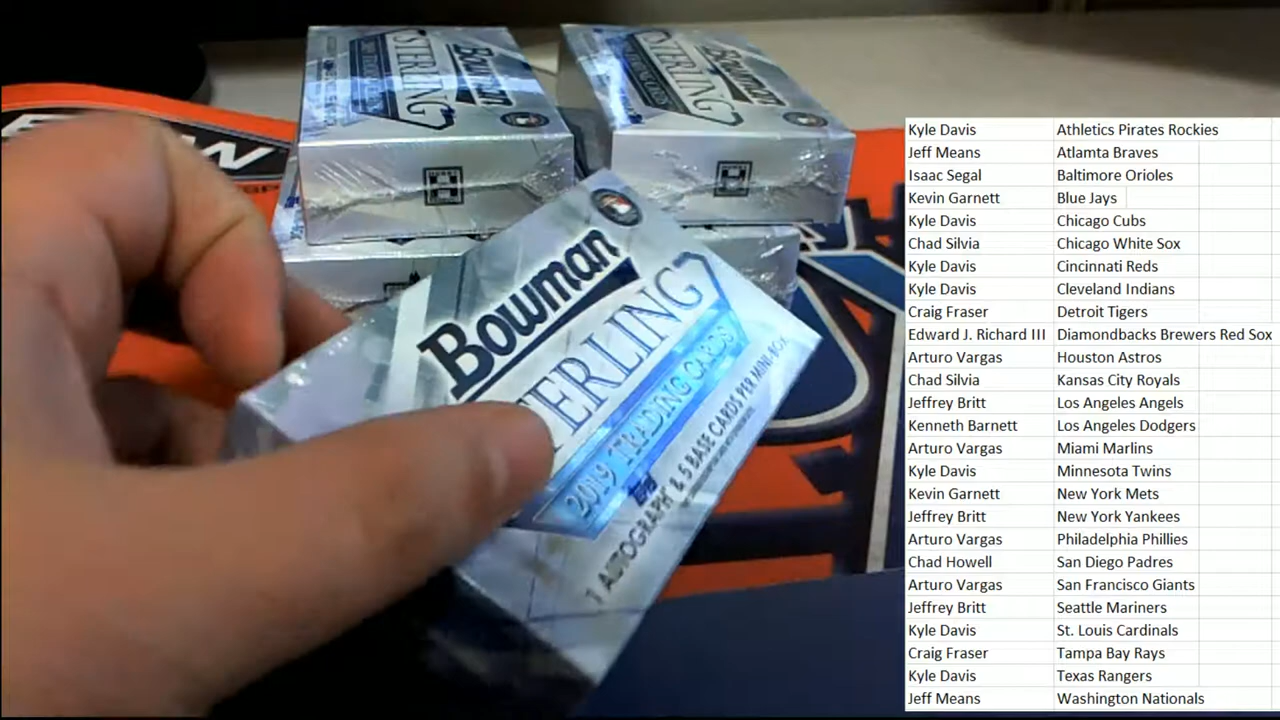 Bowman
STERLING
Bowman
STERLING
Bowman
STERLING
2019 TRADING CARDS
1 AUTOGRAPH & 5 BASE CARDS PER MINI-BOX
Kyle Davis Athletics Pirates Rockies
Jeff Means Atlamta Braves
Isaac Segal Baltimore Orioles
Kevin Garnett Blue Jays
Kyle Davis Chicago Cubs
Chad Silvia Chicago White Sox
Kyle Davis Cincinnati Reds
Kyle Davis Cleveland Indians
Craig Fraser Detroit Tigers
Edward J. Richard III Diamondbacks Brewers Red Sox
Arturo Vargas Houston Astros
Chad Silvia Kansas City Royals
Jeffrey Britt Los Angeles Angels
Kenneth Barnett Los Angeles Dodgers
Arturo Vargas Miami Marlins
Kyle Davis Minnesota Twins
Kevin Garnett New York Mets
Jeffrey Britt New York Yankees
Arturo Vargas Philadelphia Phillies
Chad Howell San Diego Padres
Arturo Vargas San Francisco Giants
Jeffrey Britt Seattle Mariners
Kyle Davis St. Louis Cardinals
Craig Fraser Tampa Bay Rays
Kyle Davis Texas Rangers
Jeff Means Washington Nationals